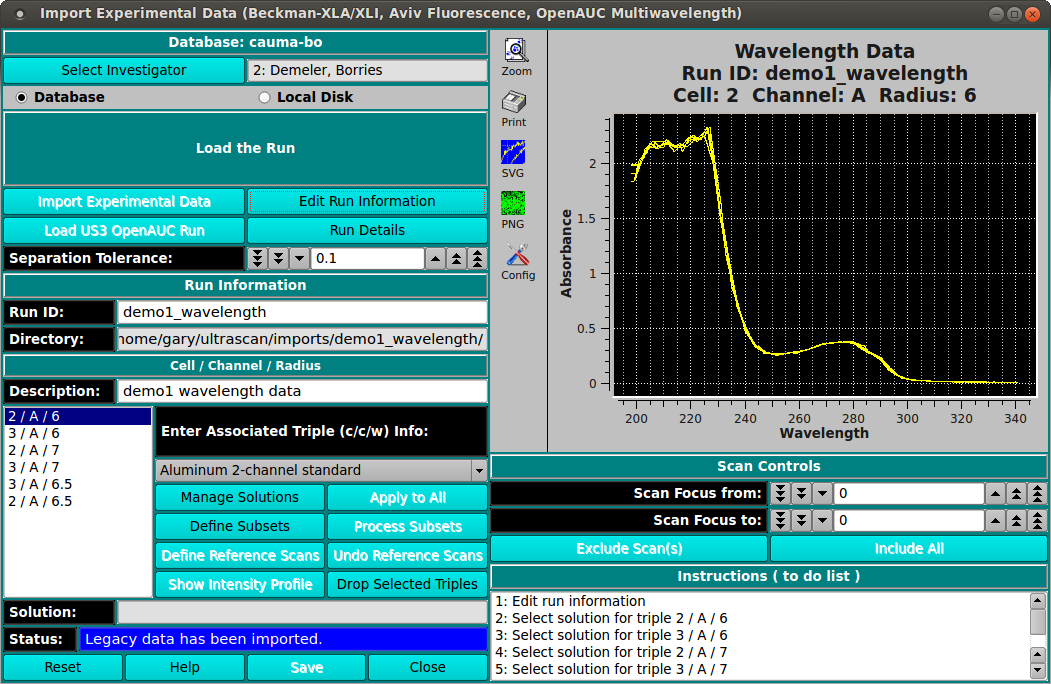 Import Experimental Data (Beckman-XLA/XLI, Aviv Fluorescence, OpenAUC Multiwavelength)
Database: cauma-bo
Select Investigator
2: Demeler, Borries
Database
Local Disk
Load the Run
Import Experimental Data
Edit Run Information
Load US3 OpenAUC Run
Run Details
Separation Tolerance:
0.1
Run Information
Run ID:
demo1_wavelength
Directory:
home/gary/ultrascan/imports/demo1_wavelength/
Cell / Channel / Radius
Description:
demo1 wavelength data
2 / A / 6
3 / A / 6
2 / A / 7
3 / A / 7
3 / A / 6.5
2 / A / 6.5
Enter Associated Triple (c/c/w) Info:
Aluminum 2-channel standard
Manage Solutions
Apply to All
Define Subsets
Process Subsets
Define Reference Scans
Undo Reference Scans
Show Intensity Profile
Drop Selected Triples
Solution:
Status:
Legacy data has been imported.
Reset
Help
Save
Close
Zoom
Print
SVG
PNG
Config
Wavelength Data
Run ID: demo1_wavelength
Cell: 2 Channel: A Radius: 6
Absorbance
2
1.5
1
0.5
0
200 220 240 260 280 300 320 340
Wavelength
Scan Controls
Scan Focus from:
0
Scan Focus to:
0
Exclude Scan(s)
Include All
Instructions ( to do list )
1: Edit run information
2: Select solution for triple 2 / A / 6
3: Select solution for triple 3 / A / 6
4: Select solution for triple 2 / A / 7
5: Select solution for triple 3 / A / 7